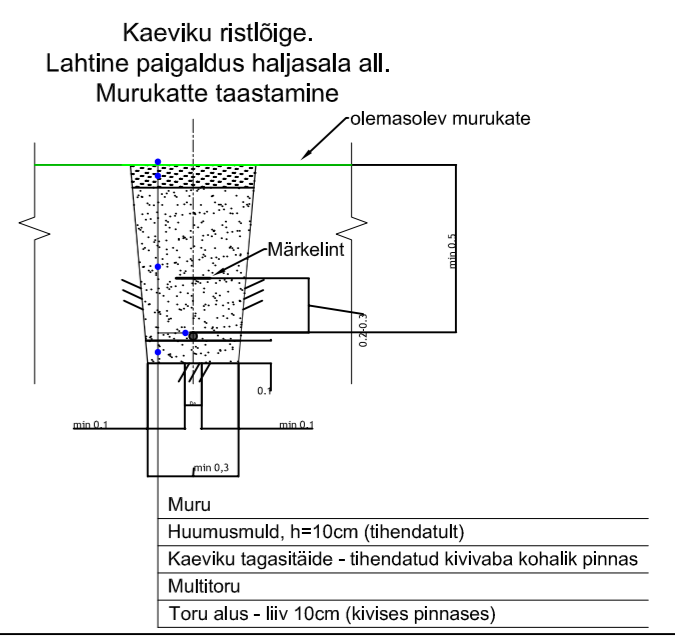 Kaeviku ristlõige.
Lahtine paigaldus haljasala all.
Murukatte taastamine
olemasolev murukate
min 0.5
Märkelint
0.2-0.3
0.1
min 0.1
min 0.1
min 0,3
Muru
Huumusmuld, h=10cm (tihendatult)
Kaeviku tagasitäide - tihendatud kivivaba kohalik pinnas
Multitoru
Toru alus - liiv 10cm (kivises pinnases)